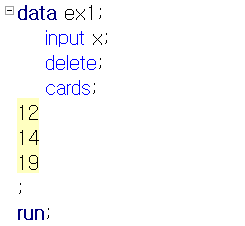 data ex1;
input x;
delete;
cards;
12
14
19
;
run;